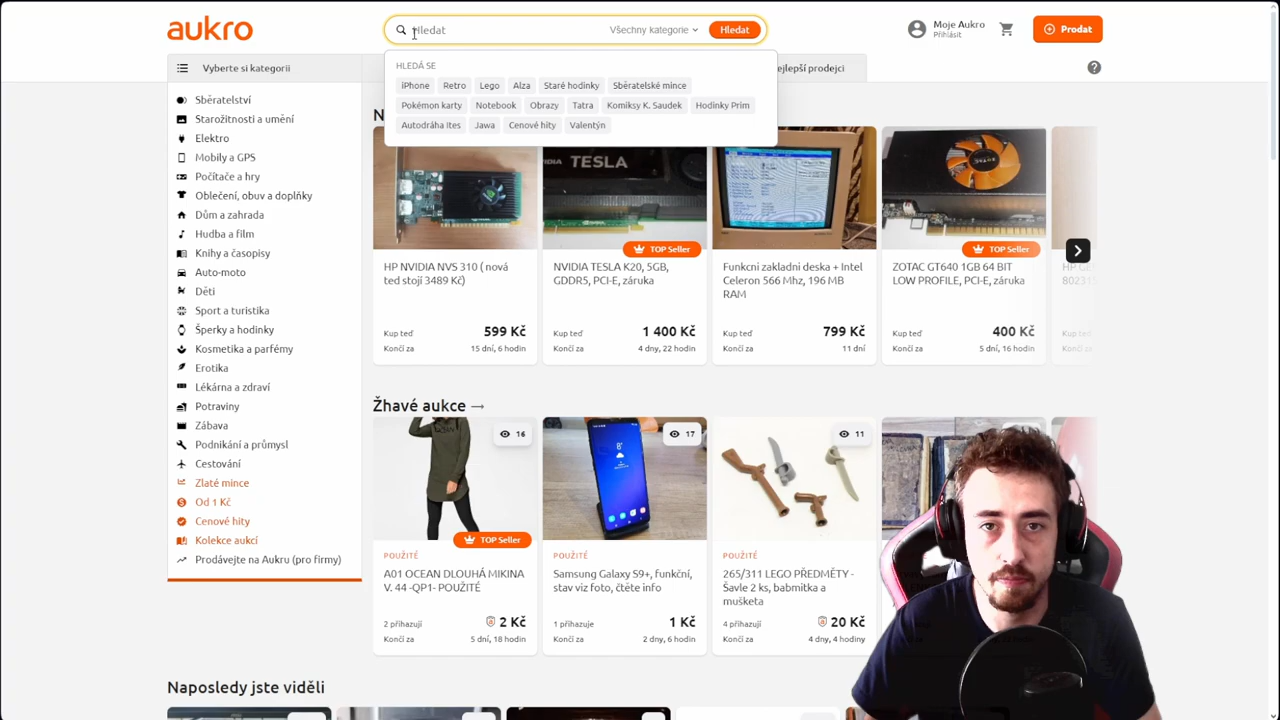 aukro
Hledat
Všechny kategorie
Hledat
Moje Aukro
Přihlásit
Prodat
Vyberte si kategorii
ejlepší prodejci
?
HLEDÁ SE
iPhone Retro Lego Alza Staré hodinky Sběratelské mince
Pokémon karty Notebook Obrazy Tatra Komiksy K. Saudek Hodinky Prim
Autodráha Ites Jawa Cenové hity Valentýn
Sběratelství
Starožitnosti a umění
Elektro
Mobily a GPS
Počítače a hry
Oblečení, obuv a doplňky
Dům a zahrada
Hudba a film
Knihy a časopisy
Auto-moto
Děti
Sport a turistika
Šperky a hodinky
Kosmetika a parfémy
Erotika
Lékárna a zdraví
Potraviny
Zábava
Podnikání a průmysl
Cestování
Zlaté mince
Od 1 Kč
Cenové hity
Kolekce aukcí
Prodávejte na Aukru (pro firmy)
N
HP NVIDIA NVS 310 ( nová
ted stojí 3489 Kč)
Kup teď 599 Kč
Končí za 15 dní, 6 hodin
TESLA
TOP Seller
NVIDIA TESLA K20, 5GB,
GDDR5, PCI-E, záruka
Kup teď 1 400 Kč
Končí za 4 dny, 22 hodin
Funkcni zakladni deska + Intel
Celeron 566 Mhz, 196 MB
RAM
Kup teď 799 Kč
Končí za 11 dní
ZOTAC
TOP Seller
ZOTAC GT640 1GB 64 BIT
LOW PROFILE, PCI-E, záruka
Kup teď 400 Kč
Končí za 5 dní, 16 hodin
Kup teď
Končí za
Žhavé aukce →
16
TOP Seller
POUŽITÉ
A01 OCEAN DLOUHÁ MIKINA
V. 44 -QP1- POUŽITÉ
2 přihazují 2 Kč
Končí za 5 dní, 18 hodin
17
POUŽITÉ
Samsung Galaxy S9+, funkční,
stav viz foto, čtěte info
1 přihazuje 1 Kč
Končí za 2 dny, 6 hodin
11
POUŽITÉ
265/311 LEGO PŘEDMĚTY -
Šavle 2 ks, babmitka a
mušketa
4 přihazují 20 Kč
Končí za 4 dny, 4 hodiny
Naposledy jste viděli